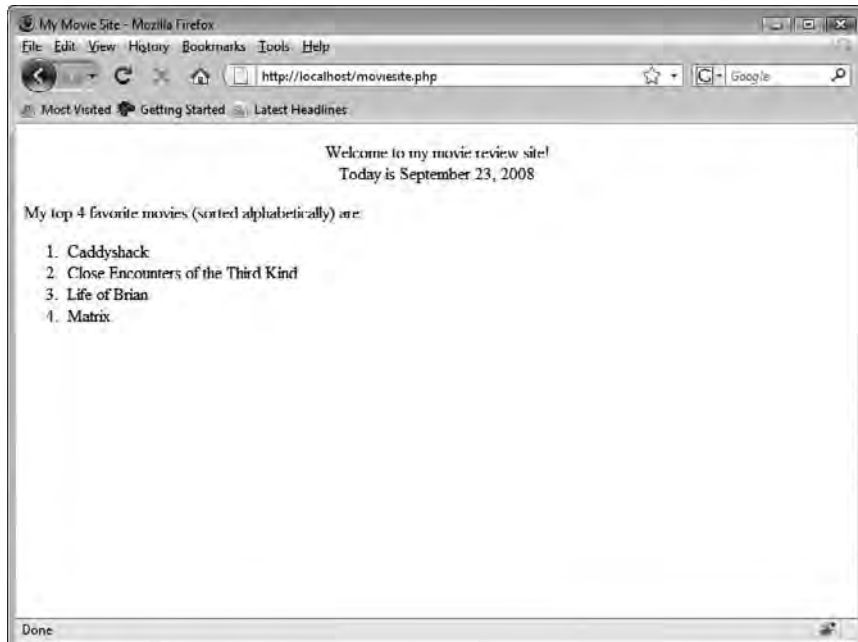 My Movie Site - Mozilla Firefox
File Edit View History Bookmarks Tools Help
http://localhost/moviesite.php
Google
Most Visited Getting Started Latest Headlines
Welcome to my movie review site!
Today is September 23, 2008
My top 4 favorite movies (sorted alphabetically) are
1. Caddyshack
2. Close Encounters of the Third Kind
3. Life of Brian
4. Matrix
Done